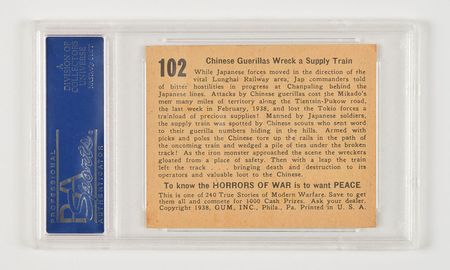 102
Chinese Guerillas Wreck a Supply Train
While Japanese forces moved in the direction of the
vital Lunghai Railway area, Jap commanders told
of bitter hostilities in progress at Chanpaling behind the
Japanese lines. Attacks by Chinese guerillas cost the Mikado's
men many miles of territory along the Tientsin-Pukow road,
the last week in February, 1938, and lost the Tokio forces a
trainload of precious supplies! Manned by Japanese soldiers,
the supply train was spotted by Chinese scouts who sent word
to their guerilla numbers hiding in the hills. Armed with
picks and poles the Chinese tore up the rails in the path of
the oncoming train and wedged a pile of ties under the broken
track! As the iron monster approached the scene the wreckers
gloated from a place of safety. Then with a leap the train
left the track . . . bringing death and destruction to its
operators and valuable loot to the Chinese.
To know the HORRORS OF WAR is to want PEACE
This is one of 240 True Stories of Modern Warfare. Save to get
them all and compete for 1000 Cash Prizes. Ask your dealer.
Copyright 1938, GUM, INC., Phila., Pa. Printed in U. S. A.
A DIVISION OF
COLLECTORS
UNIVERSE
PSA
Sports
PROFESSIONAL
AUTHENTICATOR